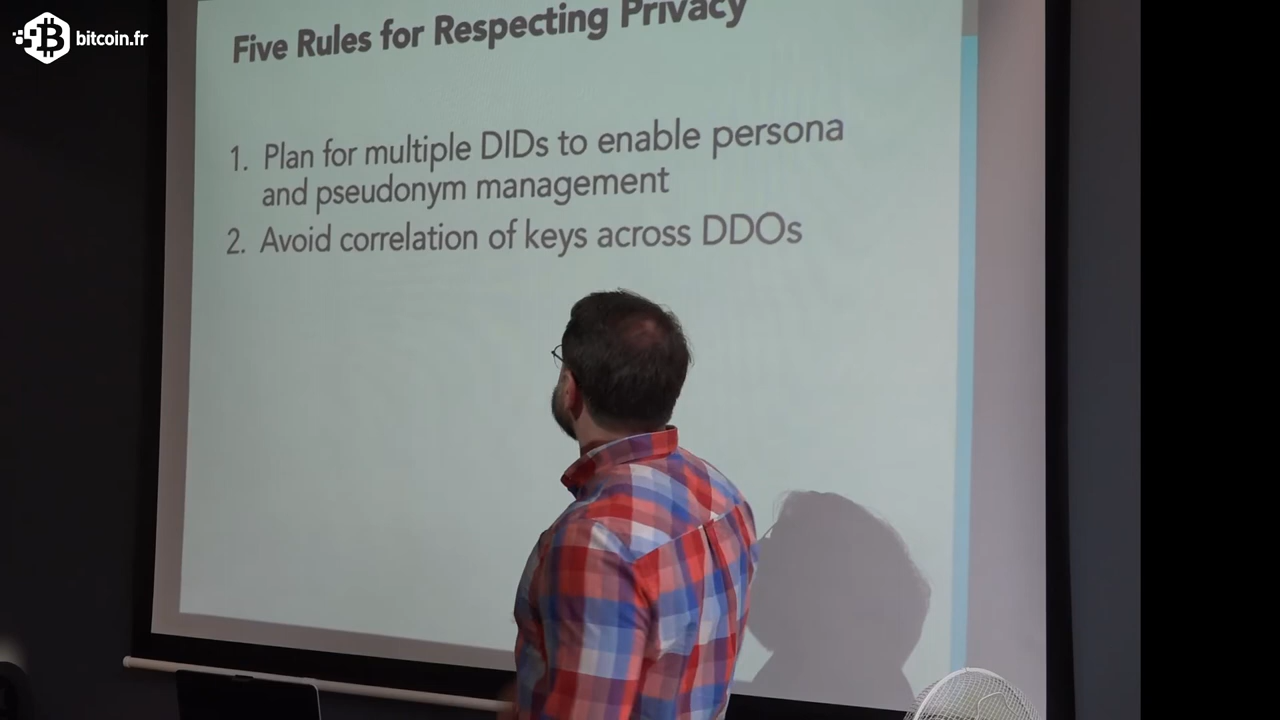 bitcoin.fr
Five Rules for Respecting Privacy
1. Plan for multiple DIDs to enable persona
and pseudonym management
2. Avoid correlation of keys across DDOs